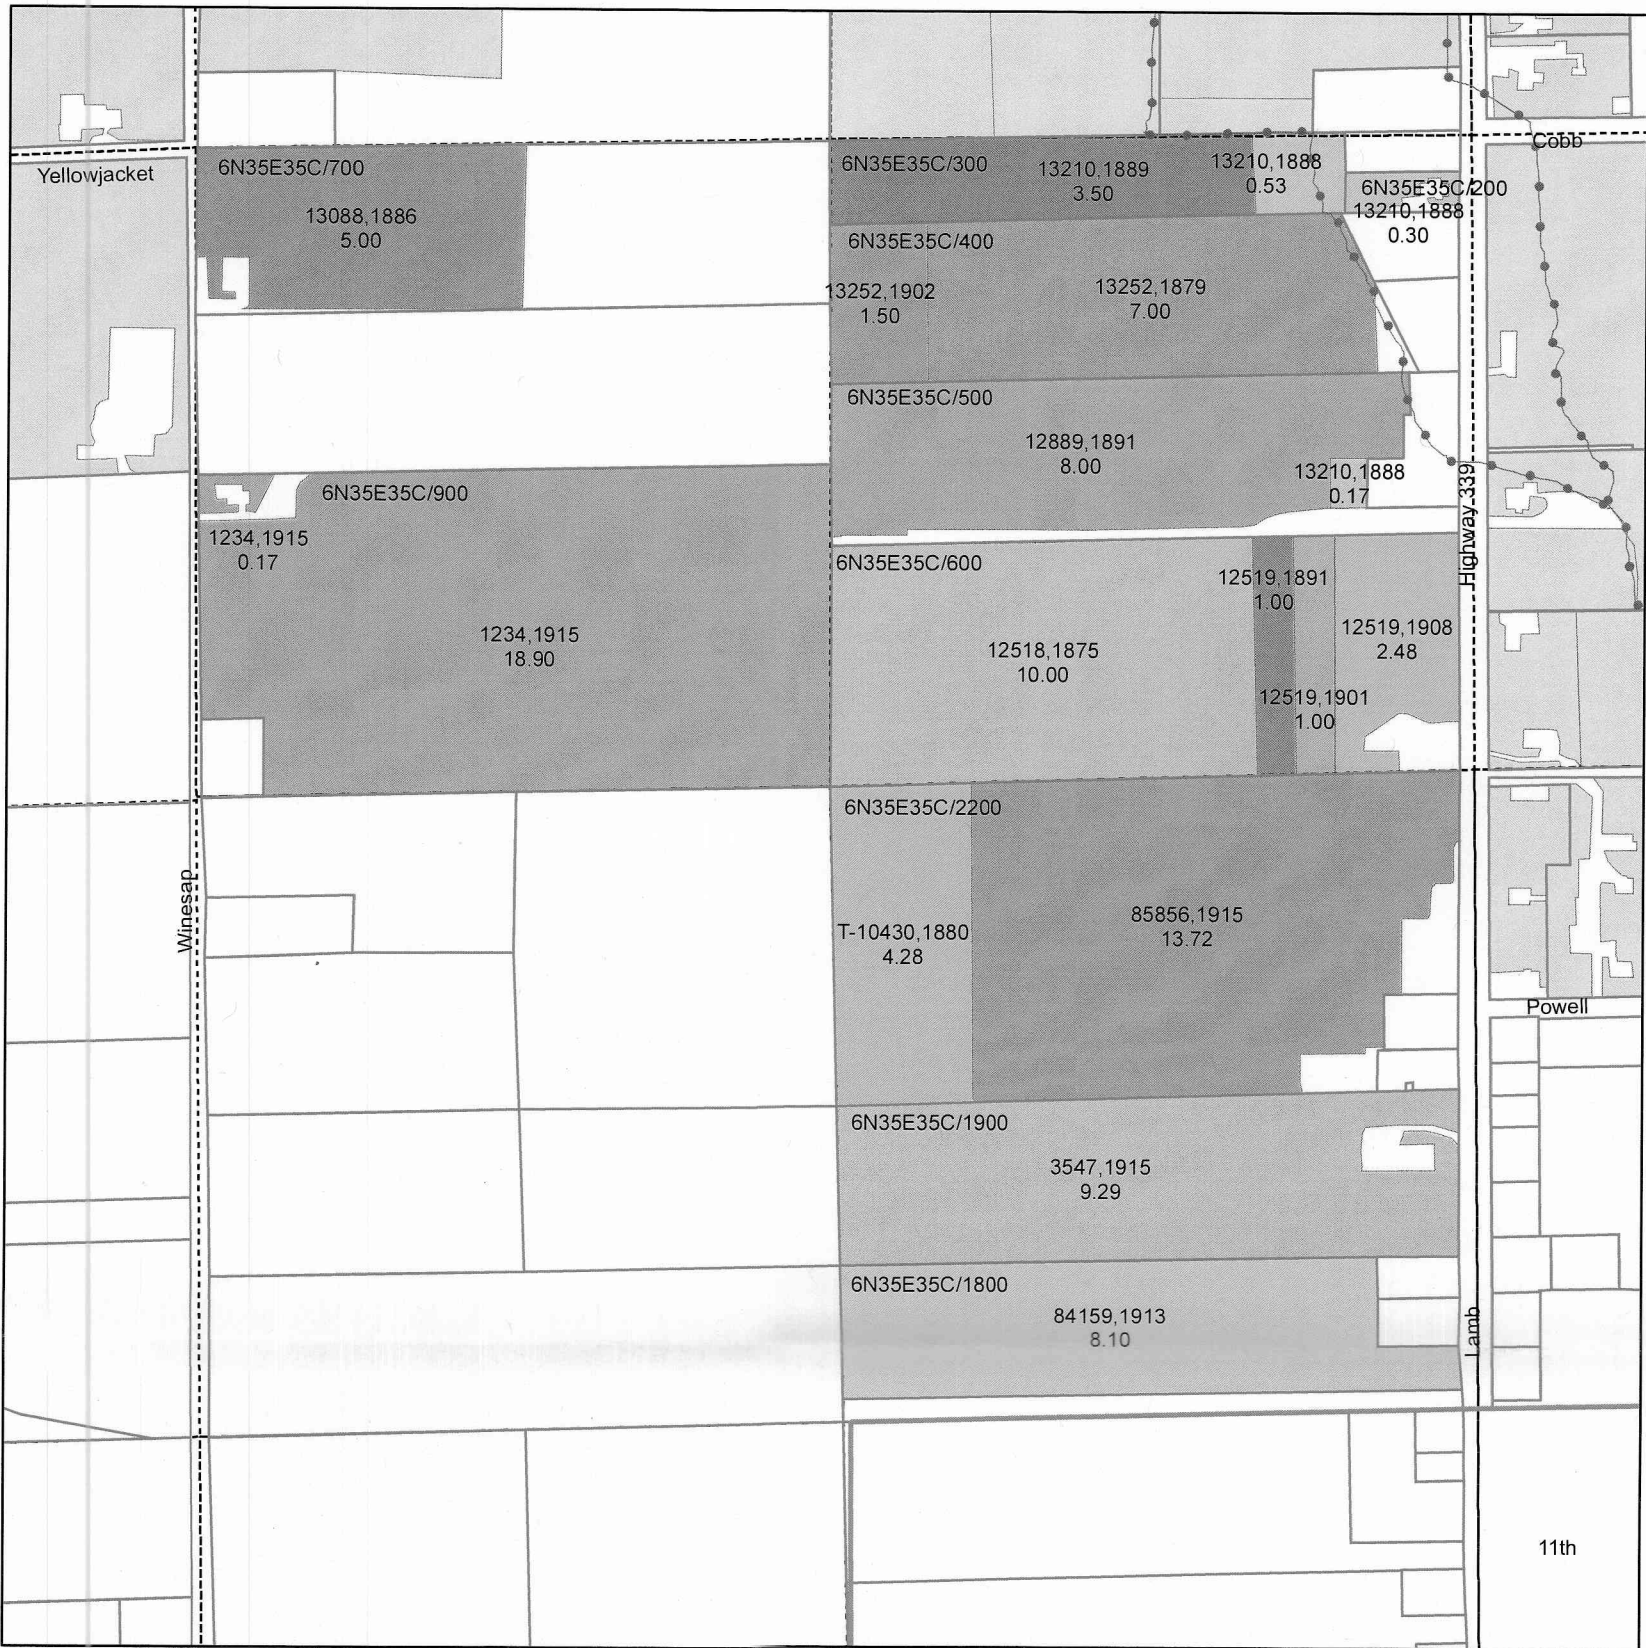 Cobb
Yellowjacket
6N35E35C/700
13088,1886
5.00
6N35E35C/300
13210,1889
3.50
13210,1888
0.53
6N35E35C/200
13210,1888
0.30
6N35E35C/400
13252,1902
1.50
13252,1879
7.00
6N35E35C/500
12889,1891
8.00
13210,1888
0.17
Highway 339
6N35E35C/900
1234,1915
0.17
1234,1915
18.90
6N35E35C/600
12519,1891
1.00
12518,1875
10.00
12519,1908
2.48
12519,1901
1.00
6N35E35C/2200
Winesap
T-10430,1880
4.28
85856,1915
13.72
Powell
6N35E35C/1900
3547,1915
9.29
6N35E35C/1800
84159,1913
8.10
Lamb
11th